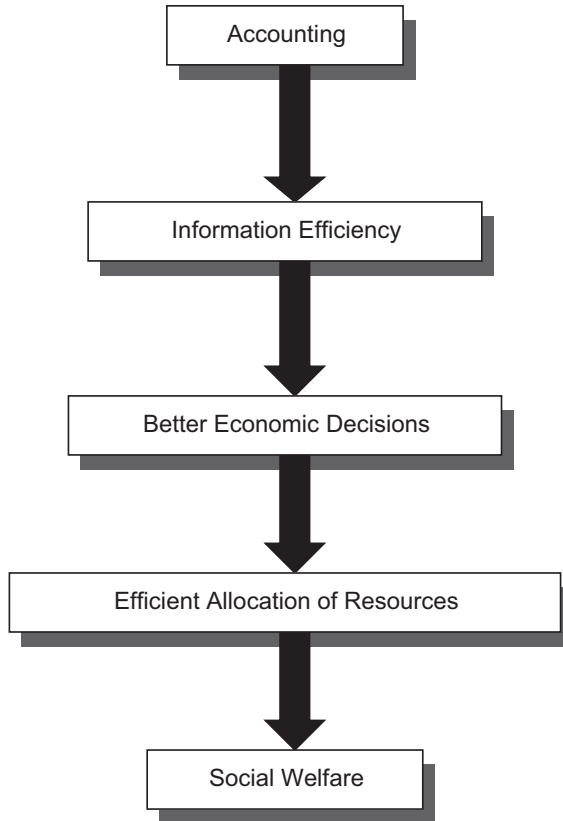 Accounting
Information Efficiency
Better Economic Decisions
Efficient Allocation of Resources
Social Welfare